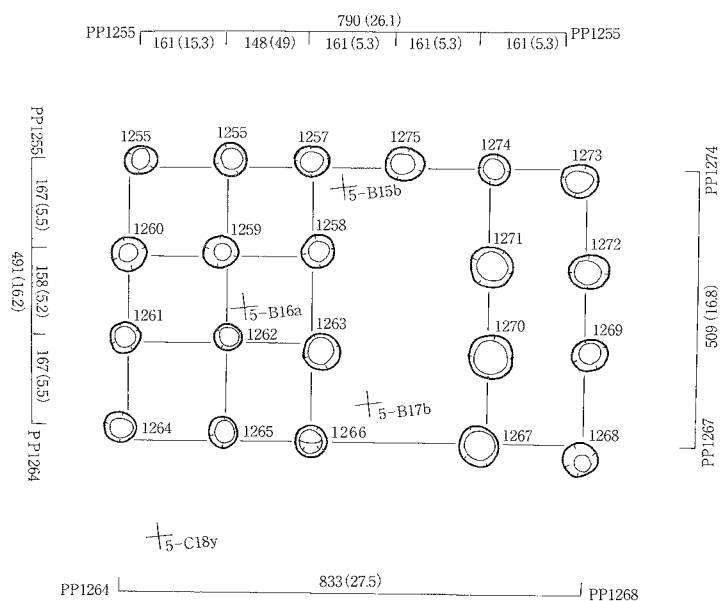 790 (26.1)
PP1255 PP1255
161 (15.3) 148 (49) 161 (5.3) 161 (5.3) 161 (5.3)
1255 1255 1257 1275 1274 1273
5-B15b
1260 1259 1258 1271 1272
5-B16a
1261 1262 1263 1270 1269
5-B17b
1264 1265 1266 1267 1268
5-C18y
PP1255
167 (5.5)
158 (5.2)
167 (5.5)
491 (16.2)
P P1264
PP1274
509 (16.8)
PP1267
PP1264 833 (27.5) PP1268